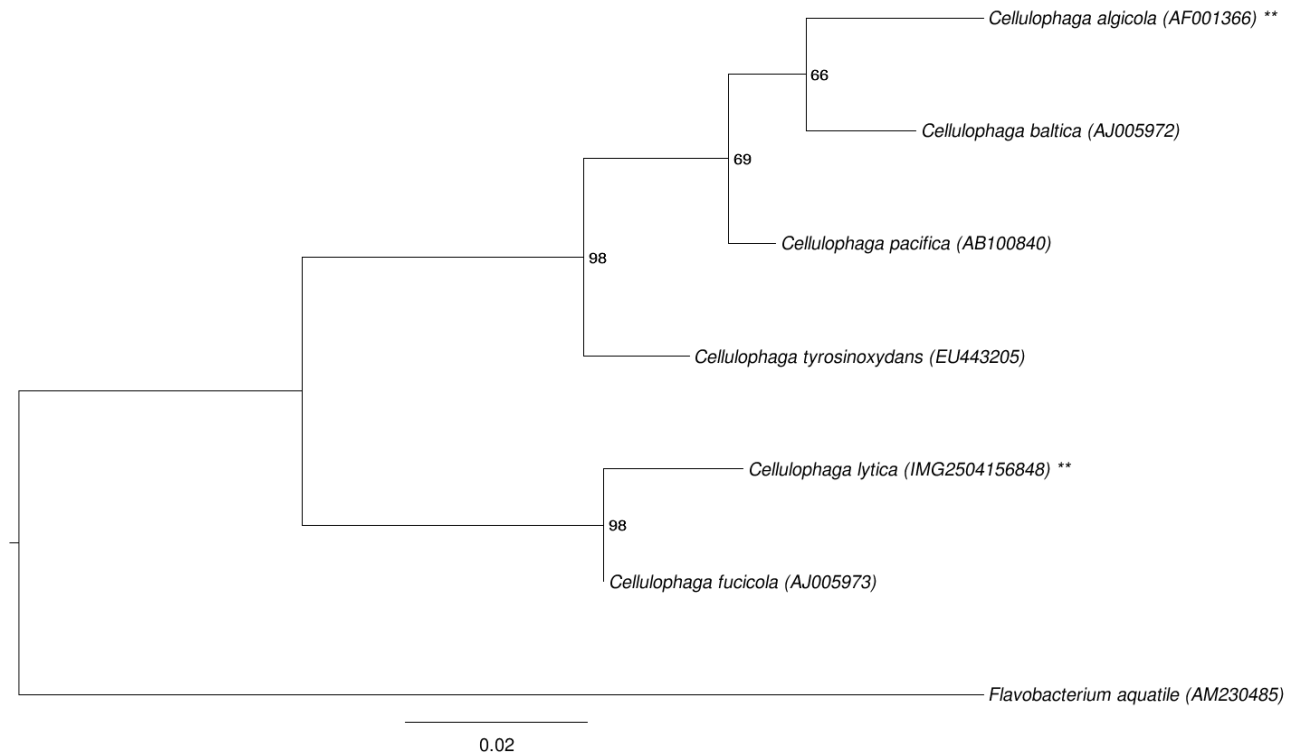 Cellulophaga algicola (AF001366) **
66
Cellulophaga baltica (AJ005972)
69
Cellulophaga pacifica (AB100840)
98
Cellulophaga tyrosinoxydans (EU443205)
Cellulophaga lytica (IMG2504156848) **
98
Cellulophaga fucicola (AJ005973)
Flavobacterium aquatile (AM230485)
0.02